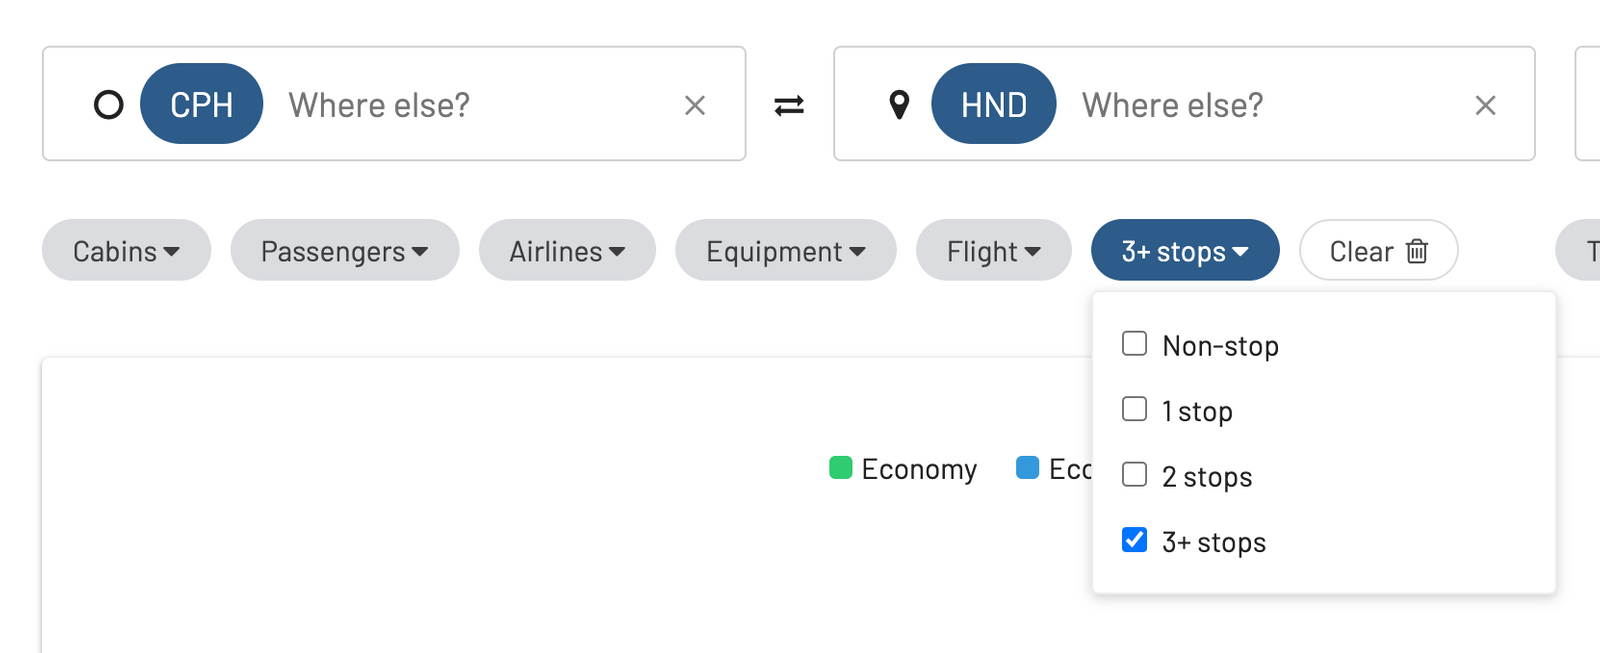 CPH Where else? HND Where else?
Cabins Passengers Airlines Equipment Flight 3+ stops Clear
Non-stop
1 stop
Economy
2 stops
3+ stops